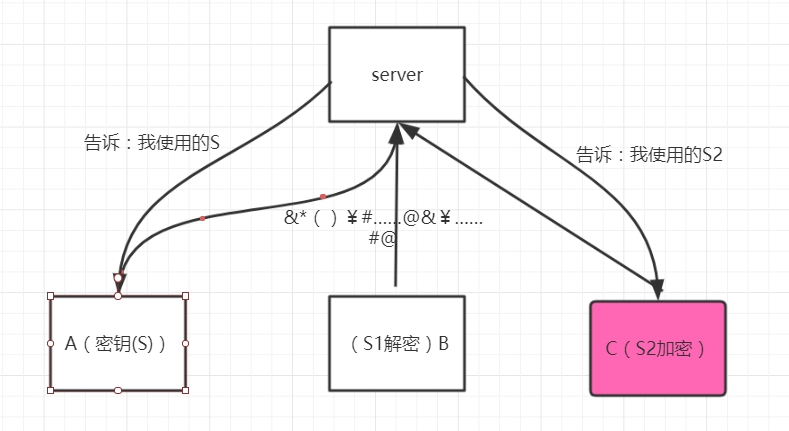 server
告诉：我使用的S
告诉：我使用的S2
&*（）¥#……@&¥……
#@
A（密钥(S)）
（S1解密）B
C（S2加密）